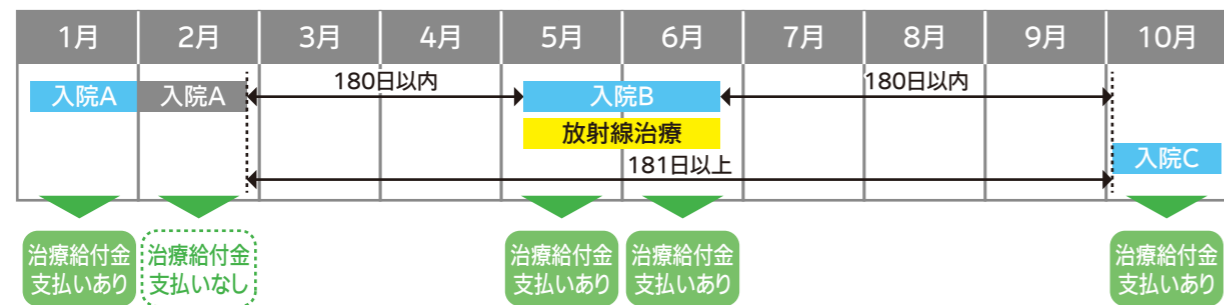 1月 2月 3月 4月 5月 6月 7月 8月 9月 10月
入院A 入院A 180日以内 入院B 180日以内
放射線治療
181日以上 入院C
治療給付金 治療給付金 治療給付金 治療給付金 治療給付金
支払いあり 支払いなし 支払いあり 支払いあり 支払いあり